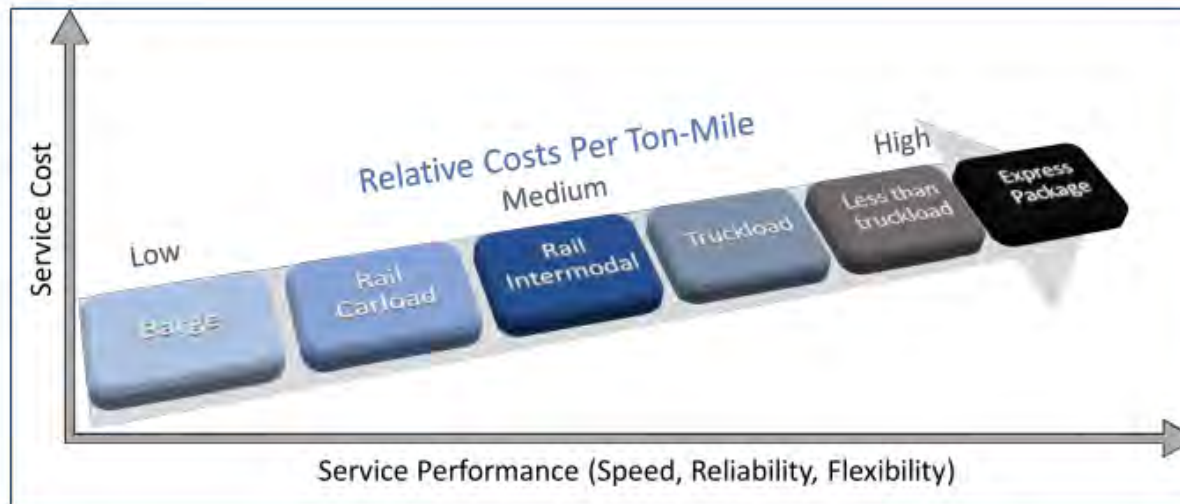 Service Cost
Relative Costs Per Ton-Mile
Low
Medium
High
Barge
Rail
Carload
Rail
Intermodal
Truckload
Less than
truckload
Express
Package
Service Performance (Speed, Reliability, Flexibility)